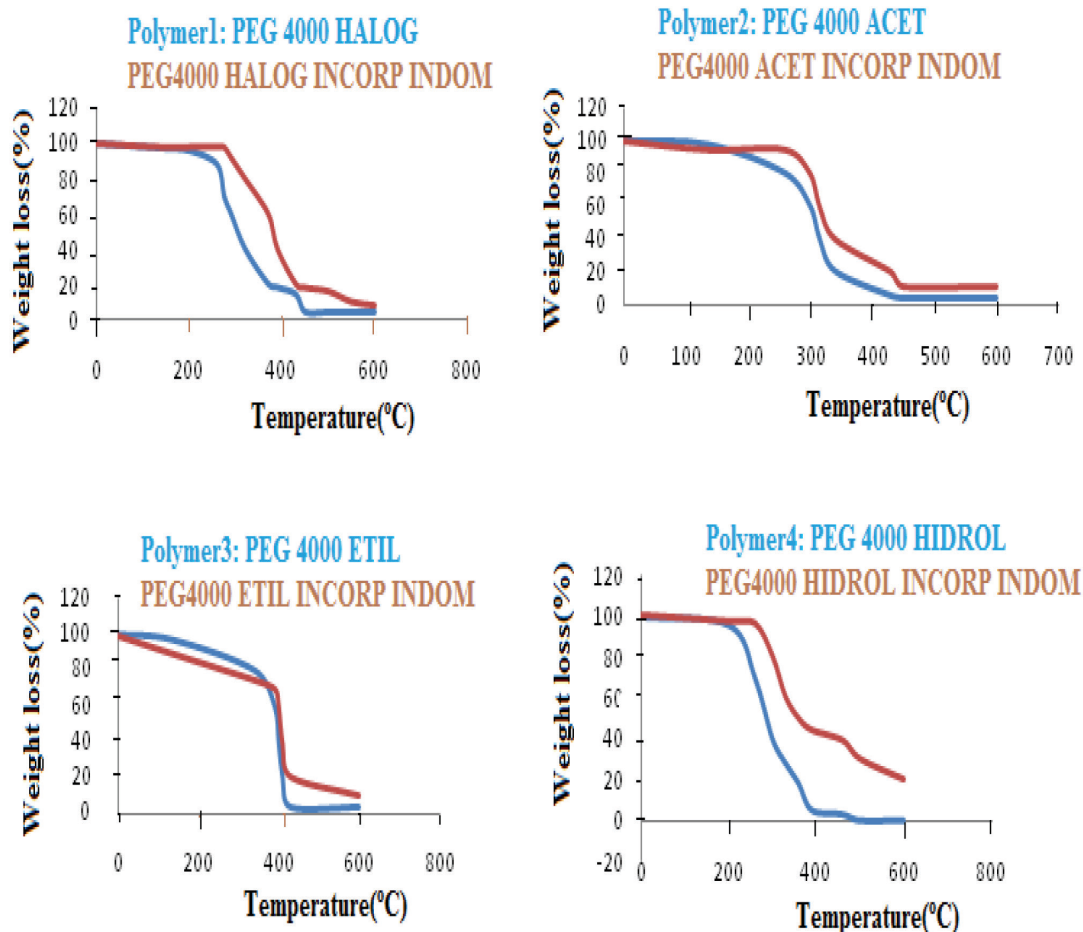 Polymer1: PEG 4000 HALOG
PEG4000 HALOG INCORP INDOM
Weight loss(%)
120
100
80
60
40
20
0
0 200 400 600 800
Temperature(ºC)
Polymer2: PEG 4000 ACET
PEG4000 ACET INCORP INDOM
Weight loss(%)
120
100
80
60
40
20
0
0 100 200 300 400 500 600 700
Temperature(ºC)
Polymer3: PEG 4000 ETIL
PEG4000 ETIL INCORP INDOM
Weight loss(%)
120
100
80
60
40
20
0
0 200 400 600 800
Temperature(ºC)
Polymer4: PEG 4000 HIDROL
PEG4000 HIDROL INCORP INDOM
Weight loss(%)
120
100
80
60
40
20
0
-20
0 200 400 600 800
Temperature(ºC)